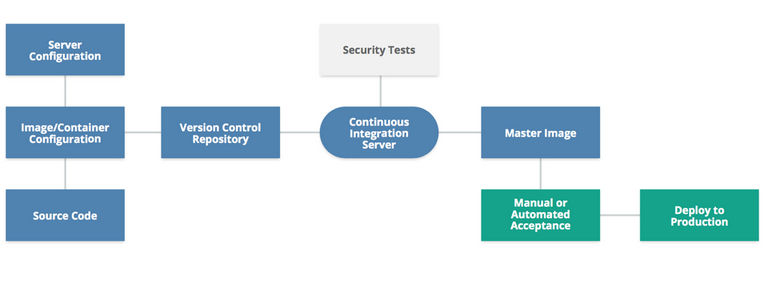 Server
Configuration
Security Tests
Image/Container
Configuration
Version Control
Repository
Continuous
Integration
Server
Master Image
Source Code
Manual or
Automated
Acceptance
Deploy to
Production